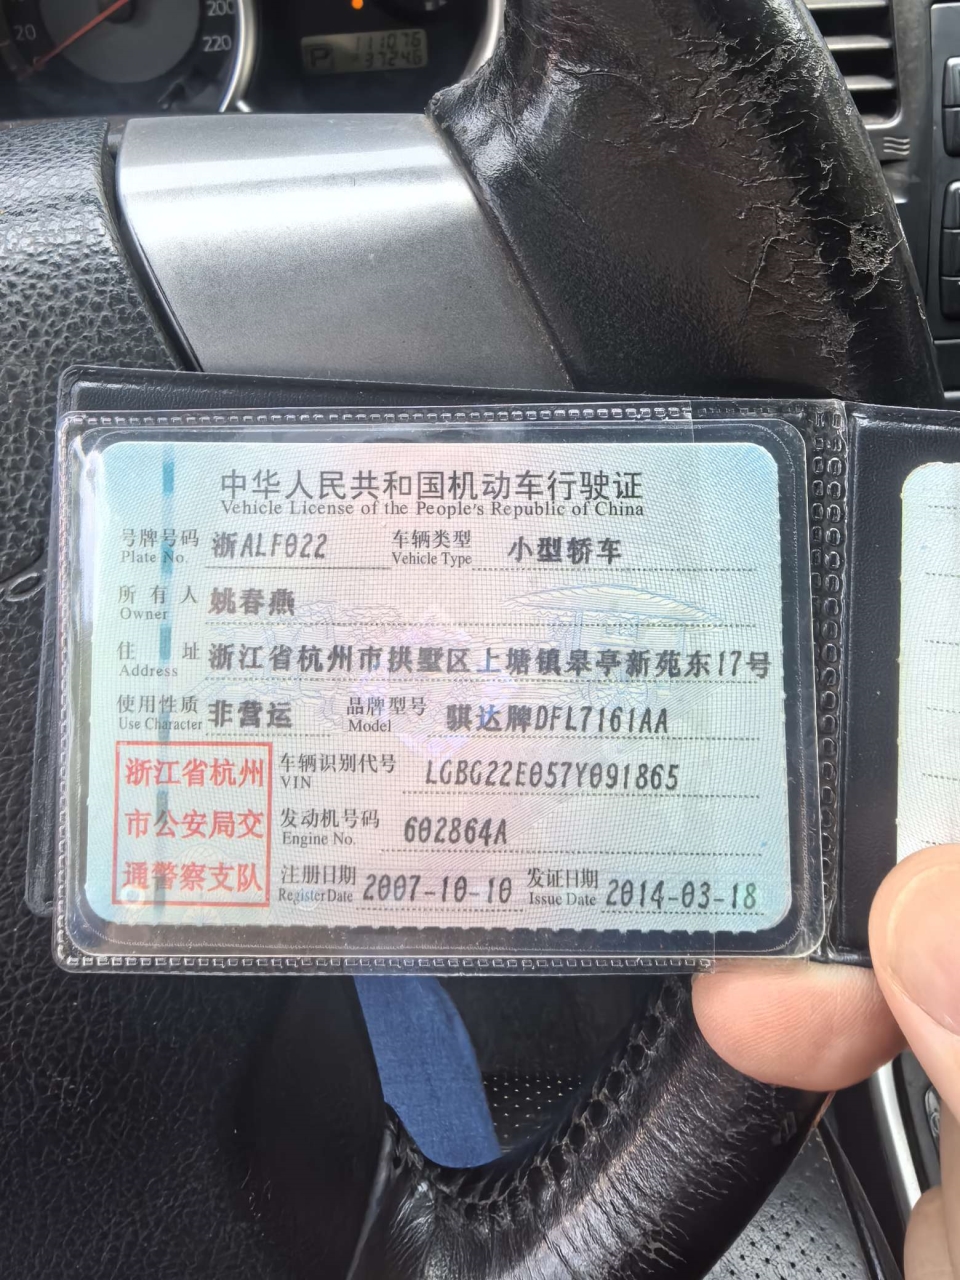 200
20
220
P
中华人民共和国机动车行驶证
Vehicle License of the People's Republic of China
号牌号码 浙ALF022 车辆类型 小型轿车
Plate No. Vehicle Type
所有人 姚春燕
Owner
住址 浙江省杭州市拱墅区上塘镇皋亭新苑东17号
Address
使用性质 非营运 品牌型号 骐达牌DFL7161AA
Use Character Model
浙江省杭州
市公安局交
通警察支队
车辆识别代号 LGBG22E057Y091865
VIN
发动机号码 602864A
Engine No.
注册日期 2007-10-10 发证日期 2014-03-18
Register Date Issue Date